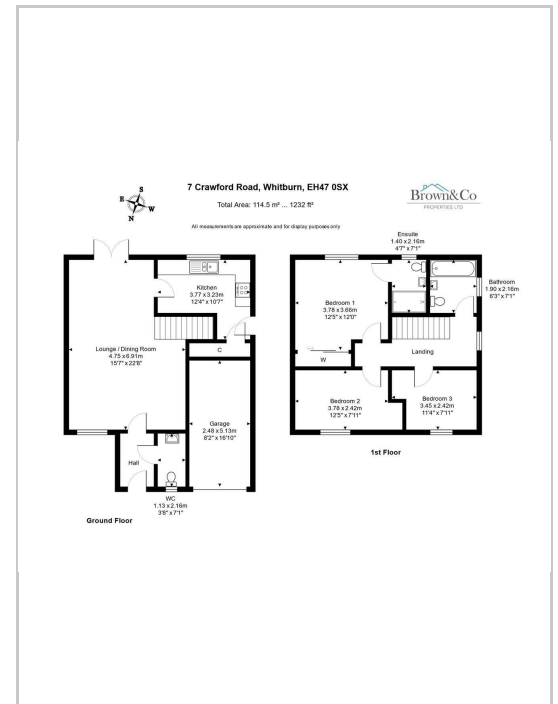 7 Crawford Road, Whitburn, EH47 0SX
Total Area: 114.5 m² ... 1232 ft²
All measurements are approximate and for display purposes only
Brown&Co
PROPERTIES LTD
S
E
W
N
Kitchen
3.77 x 3.23m
12'4" x 10'7"
Lounge / Dining Room
4.75 x 6.91m
15'7" x 22'8"
C
Garage
2.48 x 5.13m
8'2" x 16'10"
Hall
WC
1.13 x 2.16m
3'8" x 7'1"
Ground Floor
Ensuite
1.40 x 2.16m
4'7" x 7'1"
Bathroom
1.90 x 2.16m
6'3" x 7'1"
Bedroom 1
3.78 x 3.66m
12'5" x 12'0"
Landing
W
Bedroom 2
3.78 x 2.42m
12'5" x 7'11"
Bedroom 3
3.45 x 2.42m
11'4" x 7'11"
1st Floor